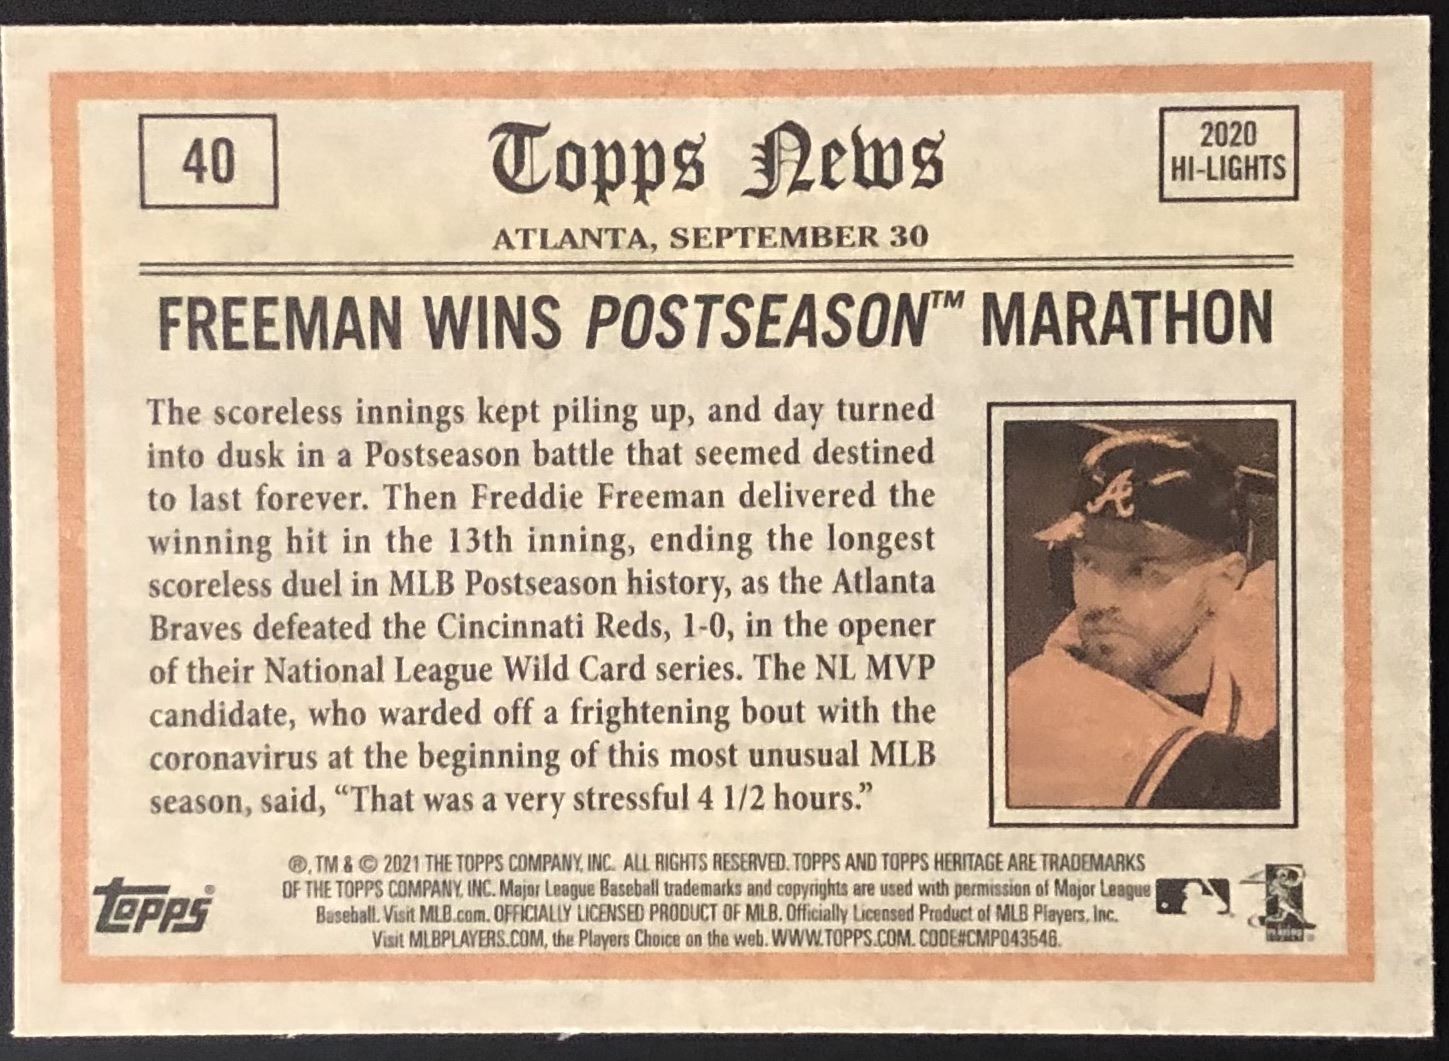 40
Topps News
2020
HI-LIGHTS
ATLANTA, SEPTEMBER 30
FREEMAN WINS POSTSEASON™ MARATHON
The scoreless innings kept piling up, and day turned
into dusk in a Postseason battle that seemed destined
to last forever. Then Freddie Freeman delivered the
winning hit in the 13th inning, ending the longest
scoreless duel in MLB Postseason history, as the Atlanta
Braves defeated the Cincinnati Reds, 1-0, in the opener
of their National League Wild Card series. The NL MVP
candidate, who warded off a frightening bout with the
coronavirus at the beginning of this most unusual MLB
season, said, “That was a very stressful 4 1/2 hours.”
A
®, TM & © 2021 THE TOPPS COMPANY, INC. ALL RIGHTS RESERVED. TOPPS AND TOPPS HERITAGE ARE TRADEMARKS
OF THE TOPPS COMPANY, INC. Major League Baseball trademarks and copyrights are used with permission of Major League
Baseball. Visit MLB.com. OFFICIALLY LICENSED PRODUCT OF MLB. Officially Licensed Product of MLB Players, Inc.
Visit MLBPLAYERS.COM, the Players Choice on the web. WWW.TOPPS.COM. CODE#CMP043546.
Topps®